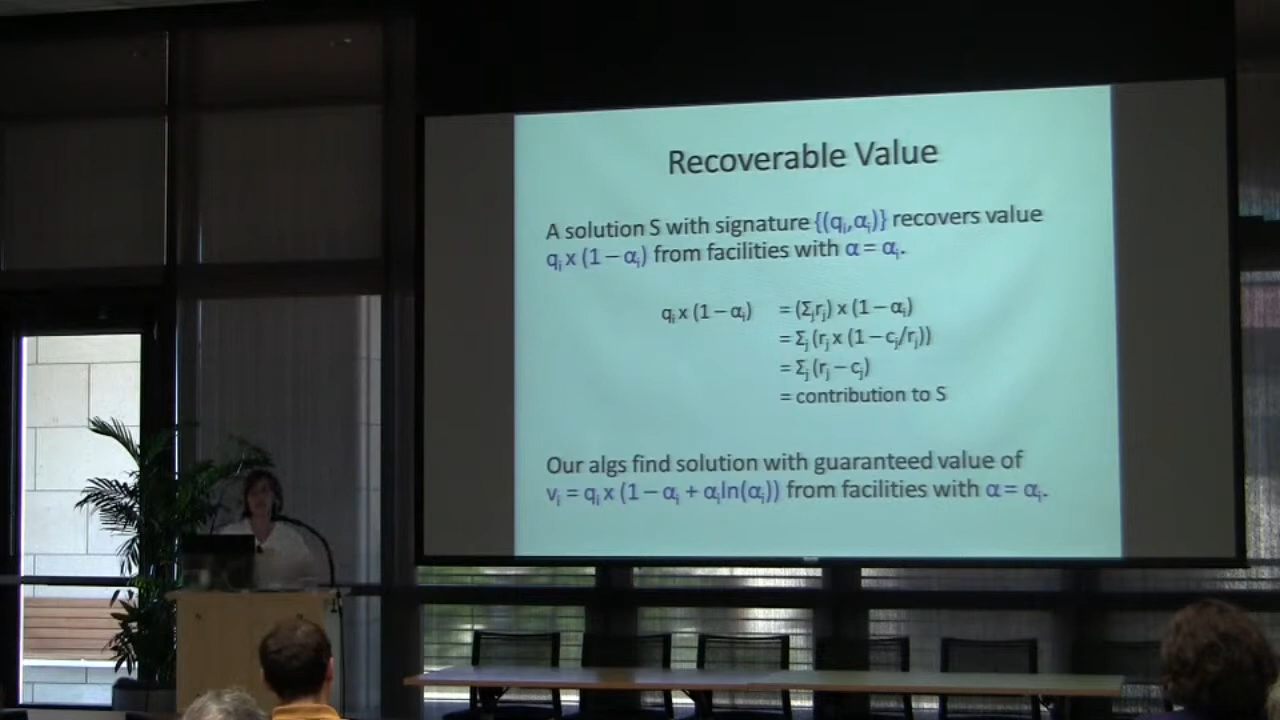 Recoverable Value
A solution S with signature {(qᵢ,αᵢ)} recovers value
qᵢ x (1 – αᵢ) from facilities with α = αᵢ.
qᵢ x (1 – αᵢ) = (Σⱼrⱼ) x (1 – αᵢ)
= Σⱼ (rⱼ x (1 – cⱼ/rⱼ))
= Σⱼ (rⱼ – cⱼ)
= contribution to S
Our algs find solution with guaranteed value of
vᵢ = qᵢ x (1 – αᵢ + αᵢln(αᵢ)) from facilities with α = αᵢ.